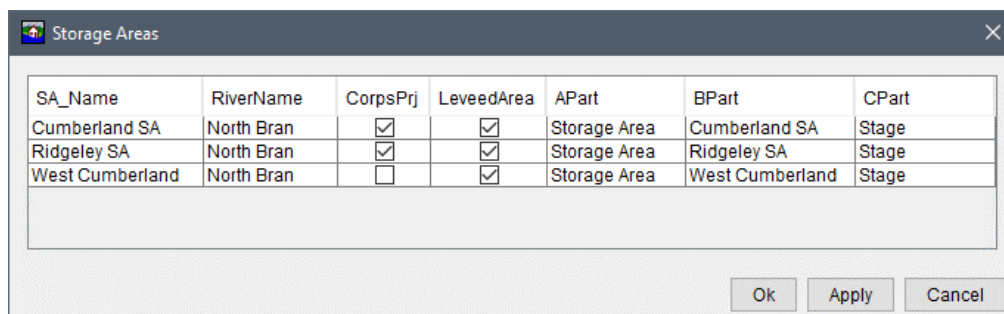 Storage Areas
SA_Name RiverName CorpsPrj LeveedArea APart BPart CPart
Cumberland SA North Bran Storage Area Cumberland SA Stage
Ridgeley SA North Bran Storage Area Ridgeley SA Stage
West Cumberland North Bran Storage Area West Cumberland Stage
Ok Apply Cancel